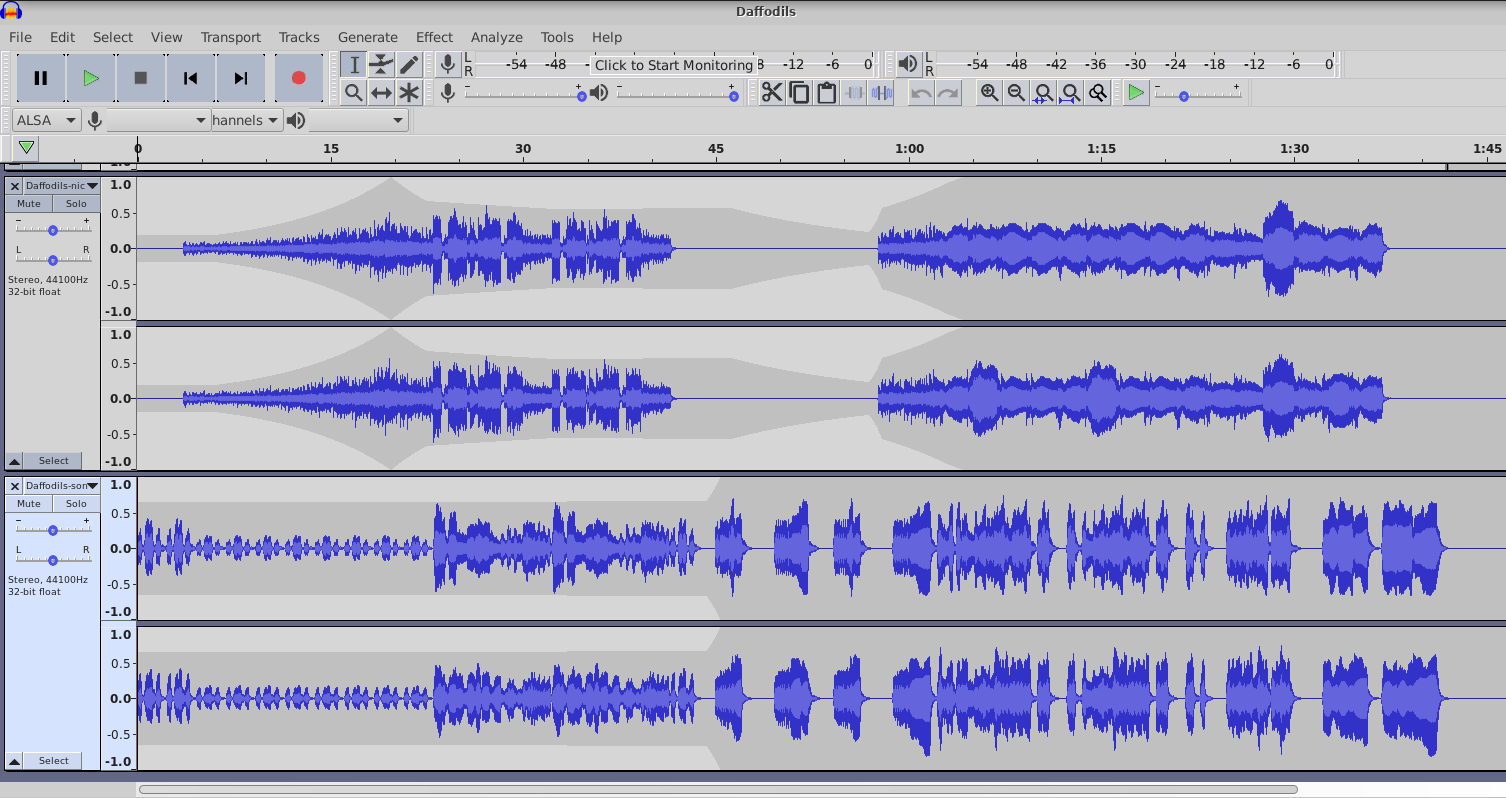 Daffodils
File Edit Select View Transport Tracks Generate Effect Analyze Tools Help
L R -54 -48 - Click to Start Monitoring 8 -12 -6 0 L R -54 -48 -42 -36 -30 -24 -18 -12 -6 0
- + - + - +
ALSA hannels
0 15 30 45 1:00 1:15 1:30 1:45
Daffodils-nic 1.0
Mute Solo
- + 0.5
L R 0.0
Stereo, 44100Hz
32-bit float -0.5
-1.0
1.0
0.5
0.0
-0.5
Select -1.0
Daffodils-son 1.0
Mute Solo
- + 0.5
L R 0.0
Stereo, 44100Hz
32-bit float -0.5
-1.0
1.0
0.5
0.0
-0.5
Select -1.0